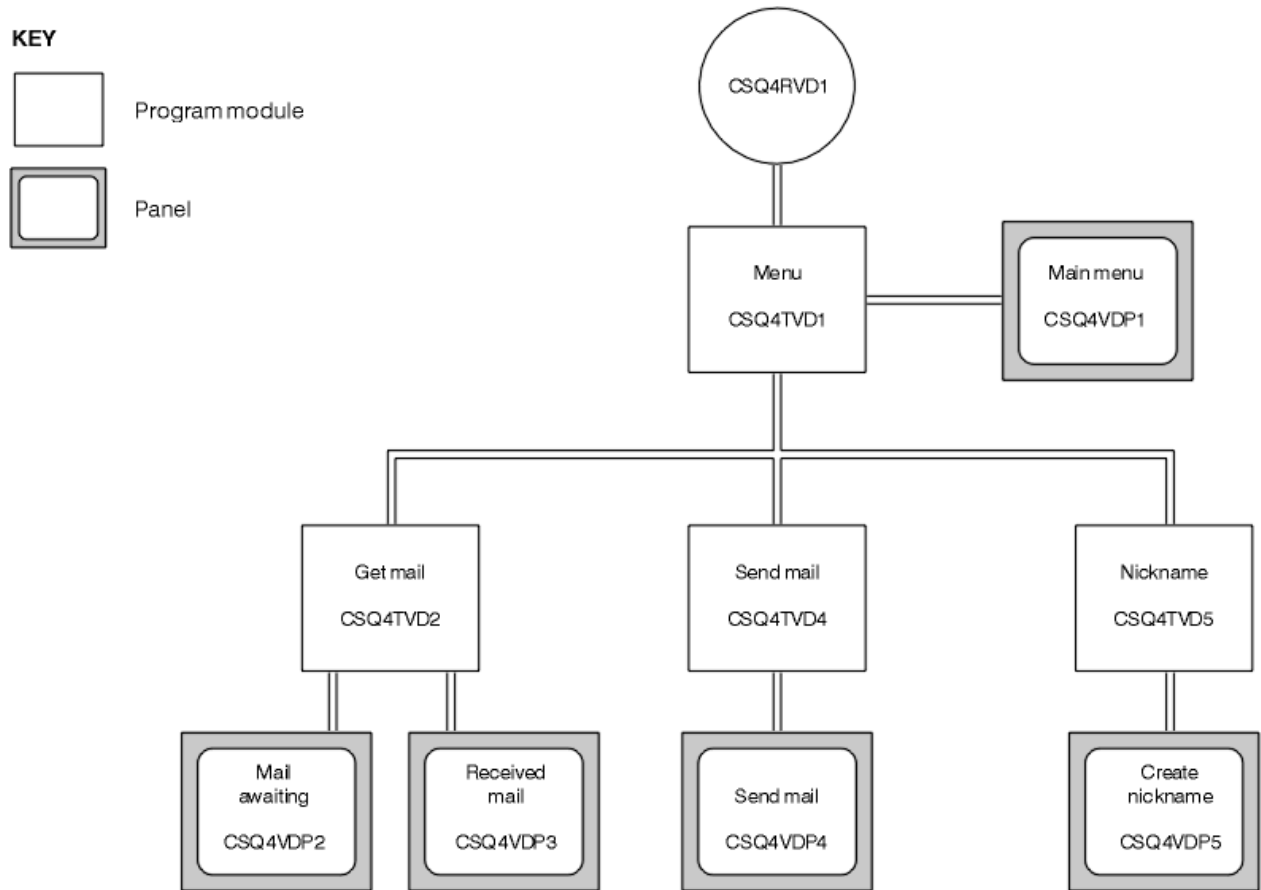 KEY
Program module
Panel
CSQ4RVD1
Menu
CSQ4TVD1
Main menu
CSQ4VDP1
Get mail
CSQ4TVD2
Send mail
CSQ4TVD4
Nickname
CSQ4TVD5
Mail
awaiting
CSQ4VDP2
Received
mail
CSQ4VDP3
Send mail
CSQ4VDP4
Create
nickname
CSQ4VDP5